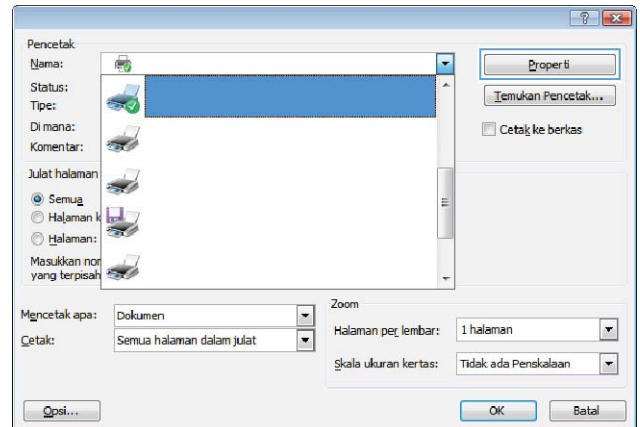 Pencetak
Nama:
Properti
Status:
Temukan Pencetak...
Tipe:
Di mana:
Cetak ke berkas
Komentar:
Julat halaman
Semua
Halaman k
Halaman:
Masukkan nor
yang terpisah
Mencetak apa: Dokumen
Cetak: Semua halaman dalam julat
Zoom
Halaman per lembar: 1 halaman
Skala ukuran kertas: Tidak ada Penskalaan
Opsi...
OK
Batal